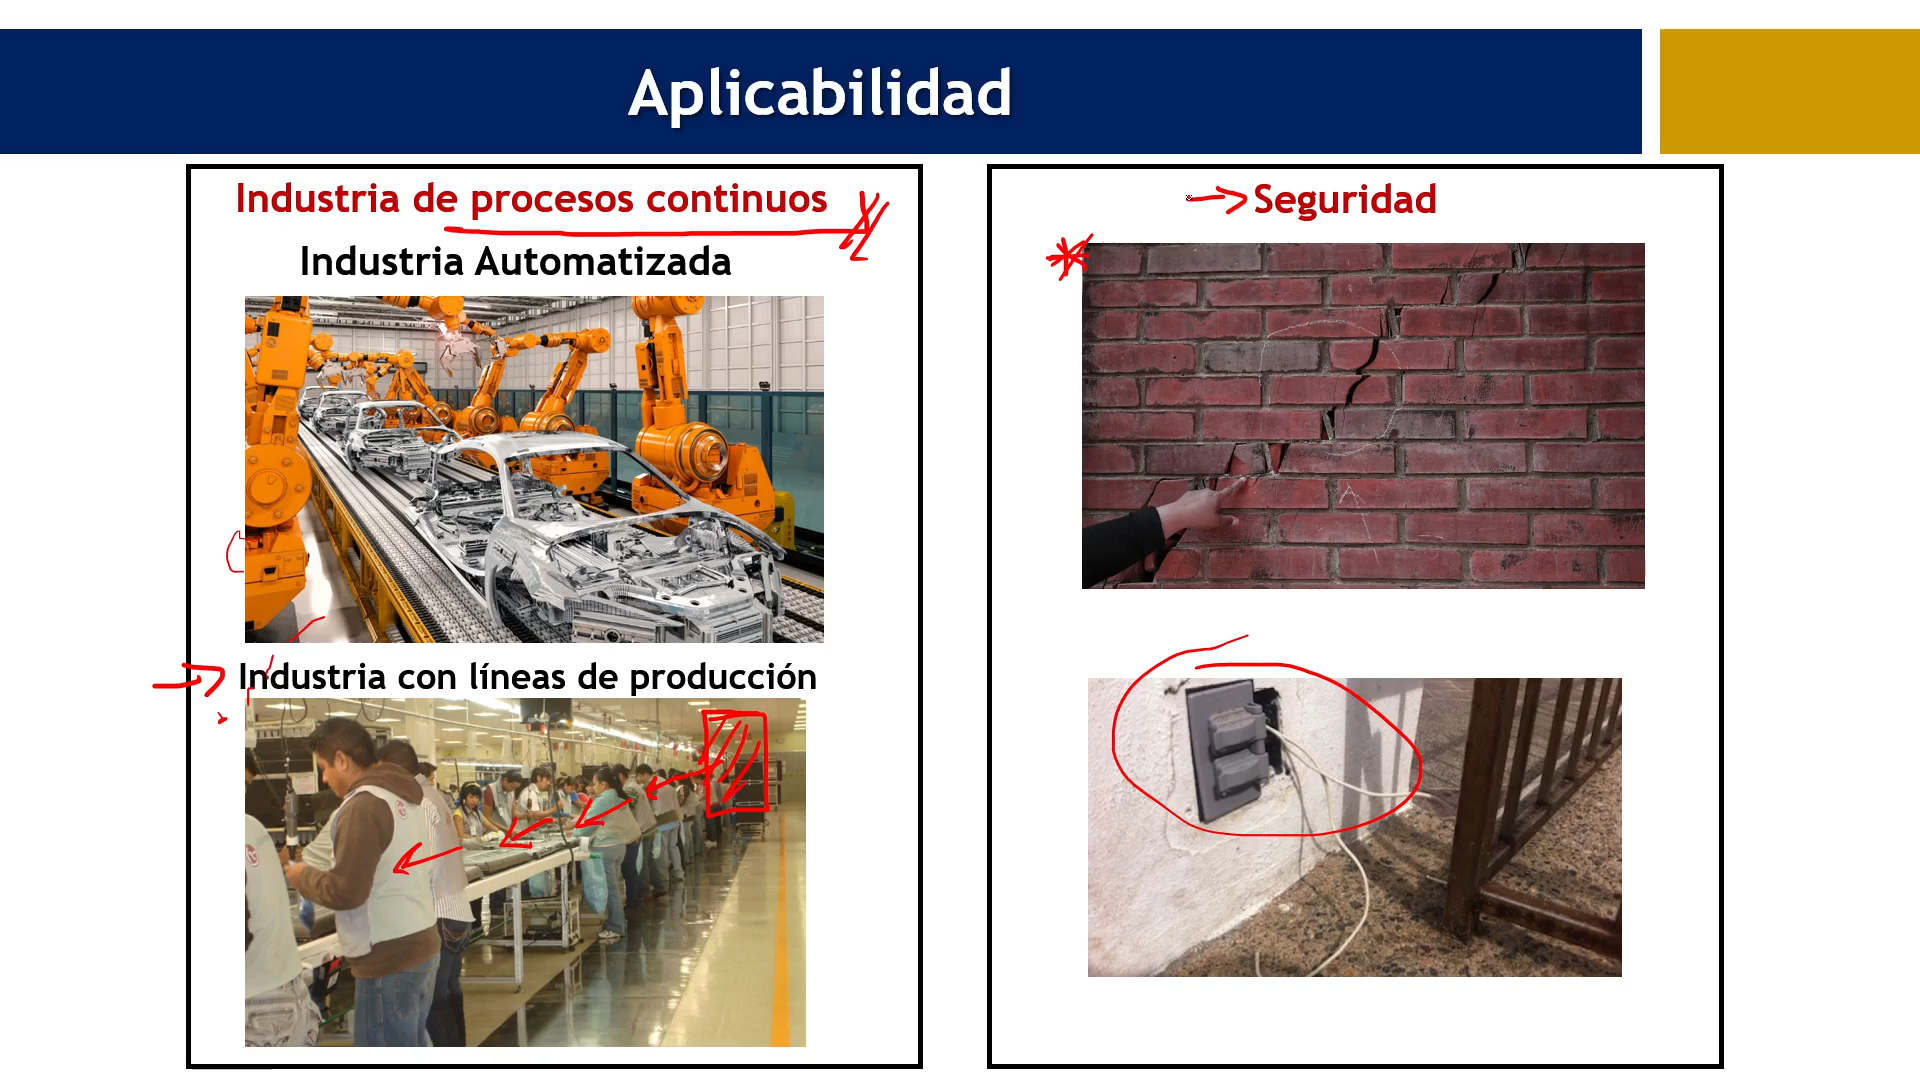 Aplicabilidad
Industria de procesos continuos
Industria Automatizada
Industria con líneas de producción
Seguridad